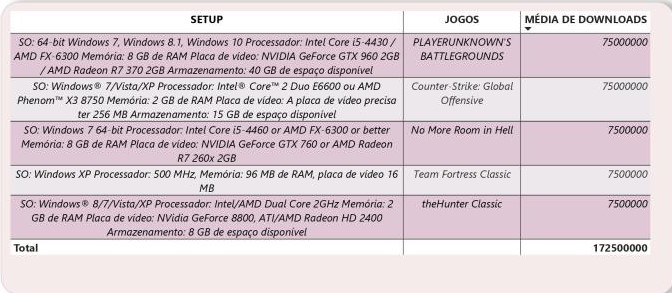 SETUP JOGOS MÉDIA DE DOWNLOADS
SO: 64-bit Windows 7, Windows 8.1, Windows 10 Processador: Intel Core i5-4430 / PLAYERUNKNOWN'S 75000000
AMD FX-6300 Memória: 8 GB de RAM Placa de vídeo: NVIDIA GeForce GTX 960 2GB BATTLEGROUNDS
/ AMD Radeon R7 370 2GB Armazenamento: 40 GB de espaço disponível
SO: Windows® 7/Vista/XP Processador: Intel® Core™ 2 Duo E6600 ou AMD Counter-Strike: Global 75000000
Phenom™ X3 8750 Memória: 2 GB de RAM Placa de vídeo: A placa de vídeo precisa Offensive
ter 256 MB Armazenamento: 15 GB de espaço disponível
SO: Windows 7 64-bit Processador: Intel Core i5-4460 or AMD FX-6300 or better No More Room in Hell 7500000
Memória: 8 GB de RAM Placa de vídeo: NVIDIA GeForce GTX 760 or AMD Radeon
R7 260x 2GB
SO: Windows XP Processador: 500 MHz, Memória: 96 MB de RAM, placa de vídeo 16 Team Fortress Classic 7500000
MB
SO: Windows® 8/7/Vista/XP Processador: Intel/AMD Dual Core 2GHz Memória: 2 theHunter Classic 7500000
GB de RAM Placa de vídeo: NVidia GeForce 8800, ATI/AMD Radeon HD 2400
Armazenamento: 8 GB de espaço disponível
Total 172500000